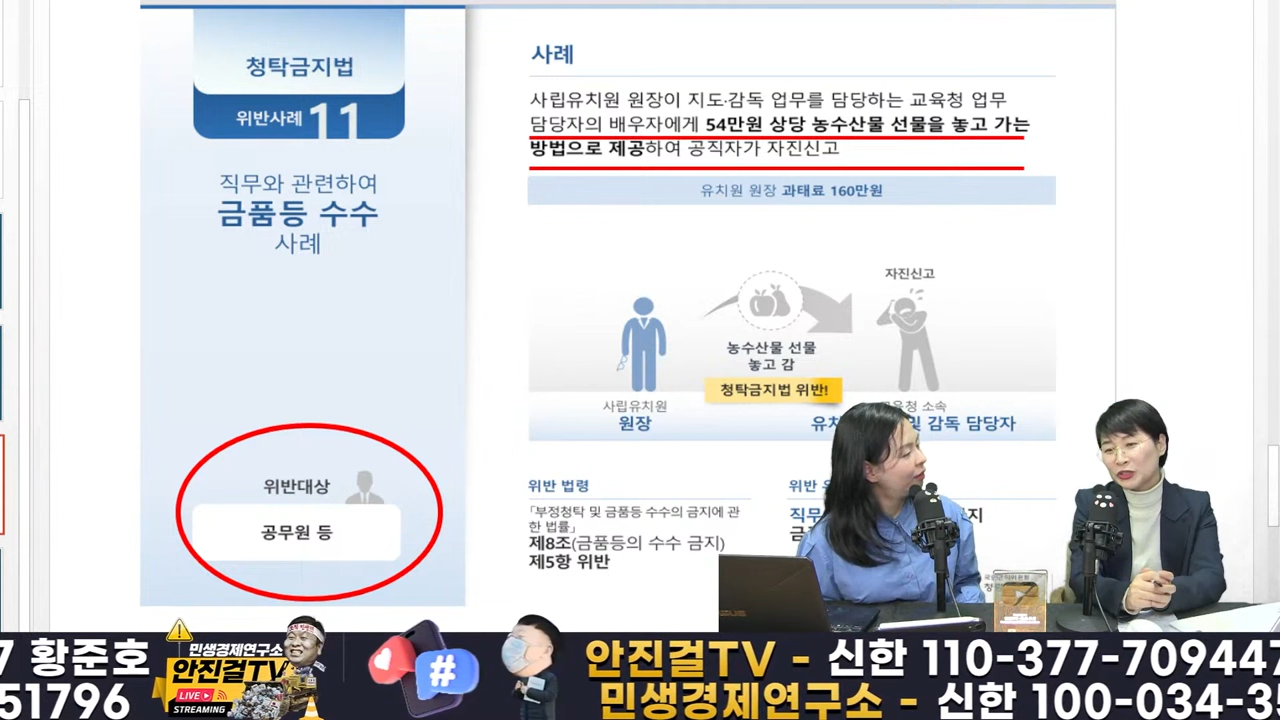 청탁금지법
위반사례 11
직무와 관련하여
금품등 수수
사례
위반대상
공무원 등
사례
사립유치원 원장이 지도·감독 업무를 담당하는 교육청 업무
담당자의 배우자에게 54만원 상당 농수산물 선물을 놓고 가는
방법으로 제공하여 공직자가 자진신고
유치원 원장 과태료 160만원
자진신고
농수산물 선물
놓고 감
청탁금지법 위반!
사립유치원
원장
소속
및 감독 담당자
위반 법령
「부정청탁 및 금품등 수수의 금지에 관
한 법률」
제8조(금품등의 수수 금지)
제5항 위반
위반
직무
7 황준호
51796
민생경제연구소
안진걸TV
LIVE
STREAMING
#
안진걸TV - 신한 110-377-709447
민생경제연구소 - 신한 100-034-35